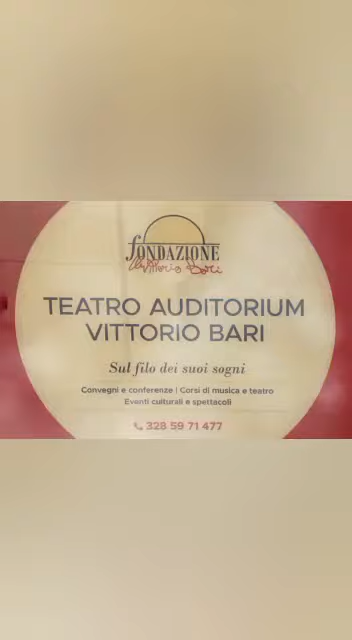 fONDAZIONE
Vittorio Bari
TEATRO AUDITORIUM
VITTORIO BARI
Sul filo dei suoi sogni
Convegni e conferenze | Corsi di musica e teatro
Eventi culturali e spettacoli
328 59 71 477